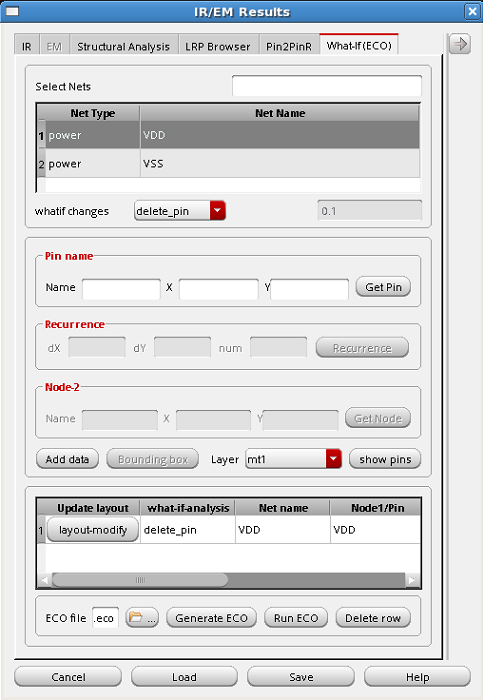 IR/EM Results
IR EM Structural Analysis LRP Browser Pin2PinR What-If(ECO)
Select Nets
Net Type Net Name
1 power VDD
2 power VSS
whatif changes delete_pin 0.1
Pin name
Name X Y Get Pin
Recurrence
dX dY num Recurrence
Node-2
Name X Y Get Node
Add data Bounding box Layer mt1 show pins
Update layout what-if-analysis Net name Node1/Pin
1 layout-modify delete_pin VDD VDD
ECO file .eco ... Generate ECO Run ECO Delete row
Cancel Load Save Help